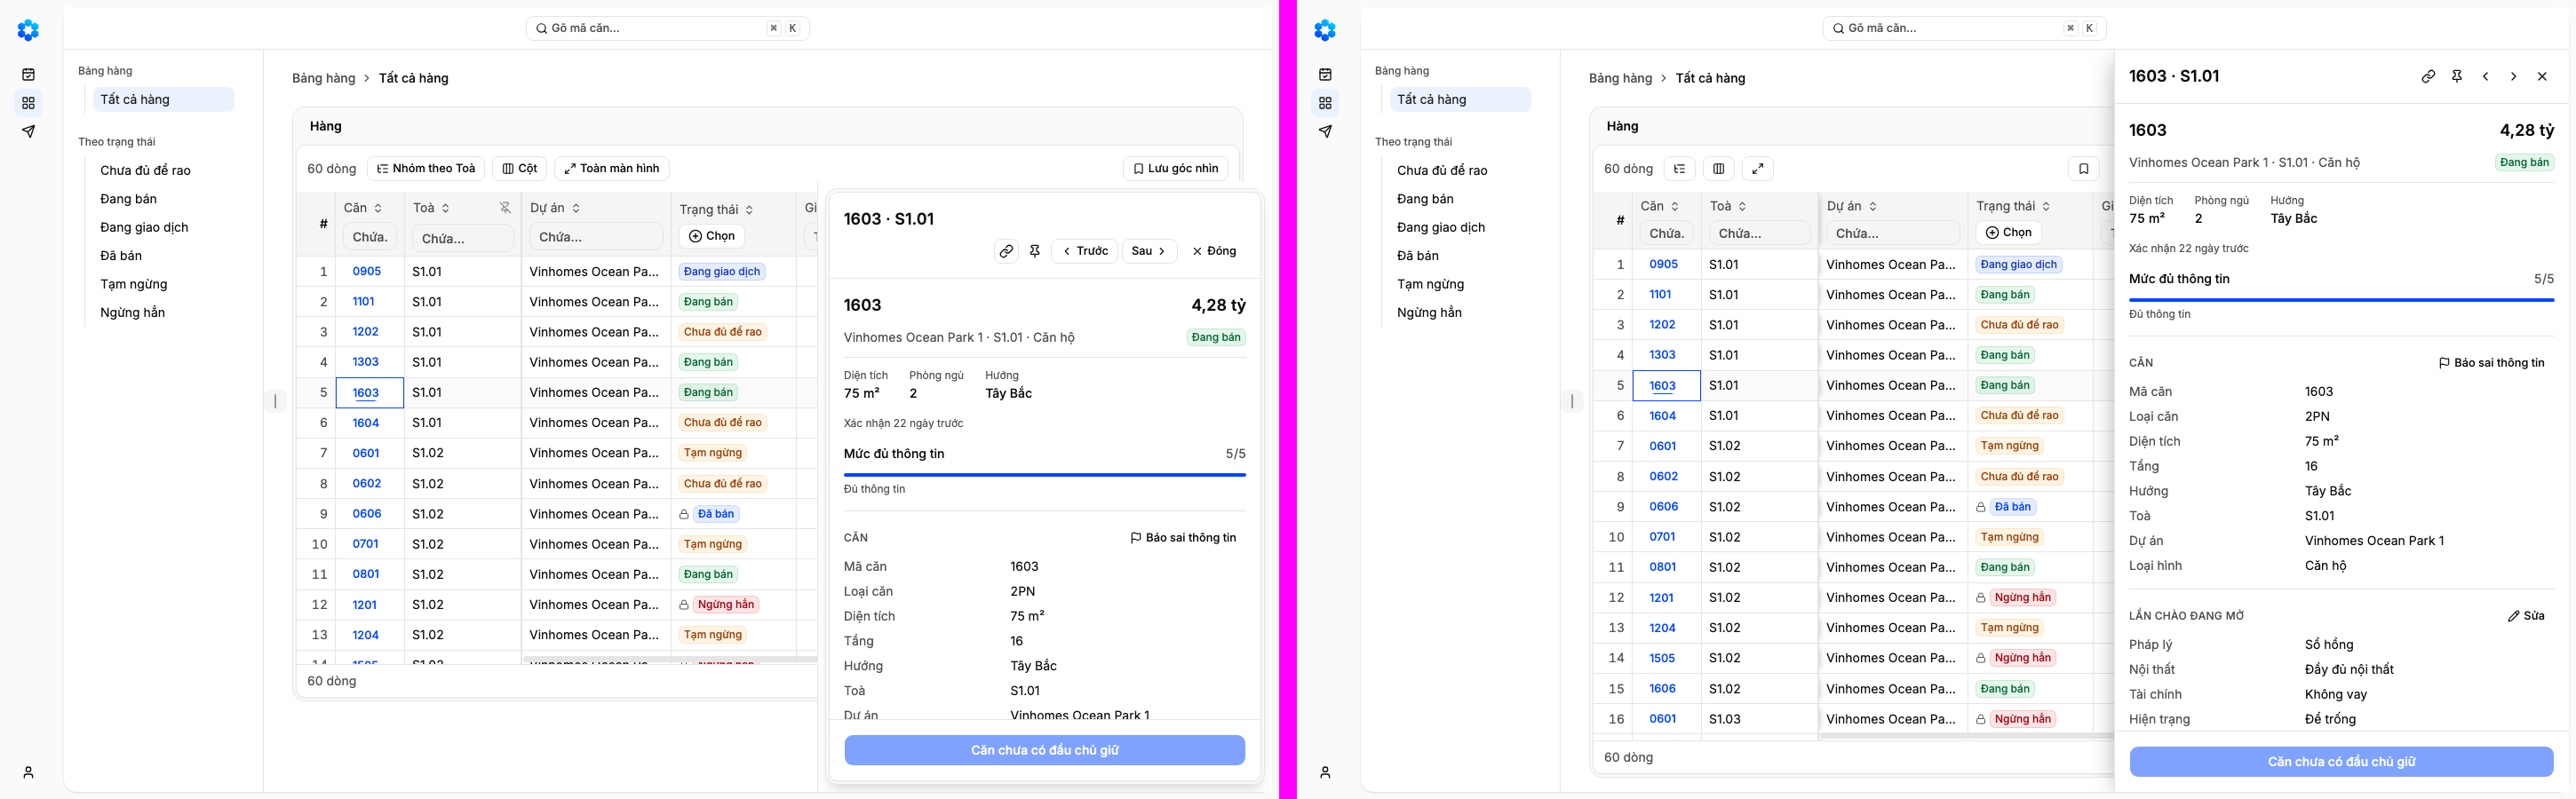 Gõ mã căn... ⌘ K
Bảng hàng
Tất cả hàng
Theo trạng thái
Chưa đủ để rao
Đang bán
Đang giao dịch
Đã bán
Tạm ngừng
Ngừng hẳn
Bảng hàng > Tất cả hàng
Hàng
60 dòng Nhóm theo Toà Cột Toàn màn hình Lưu góc nhìn
# Căn Toà Dự án Trạng thái Gi
Chứa. Chứa... Chứa... Chọn
1 0905 S1.01 Vinhomes Ocean Pa... Đang giao dịch
2 1101 S1.01 Vinhomes Ocean Pa... Đang bán
3 1202 S1.01 Vinhomes Ocean Pa... Chưa đủ để rao
4 1303 S1.01 Vinhomes Ocean Pa... Đang bán
5 1603 S1.01 Vinhomes Ocean Pa... Đang bán
6 1604 S1.01 Vinhomes Ocean Pa... Chưa đủ để rao
7 0601 S1.02 Vinhomes Ocean Pa... Tạm ngừng
8 0602 S1.02 Vinhomes Ocean Pa... Chưa đủ để rao
9 0606 S1.02 Vinhomes Ocean Pa... Đã bán
10 0701 S1.02 Vinhomes Ocean Pa... Tạm ngừng
11 0801 S1.02 Vinhomes Ocean Pa... Đang bán
12 1201 S1.02 Vinhomes Ocean Pa... Ngừng hẳn
13 1204 S1.02 Vinhomes Ocean Pa... Tạm ngừng
60 dòng
1603 · S1.01
Trước Sau Đóng
1603 4,28 tỷ
Vinhomes Ocean Park 1 · S1.01 · Căn hộ Đang bán
Diện tích Phòng ngủ Hướng
75 m² 2 Tây Bắc
Xác nhận 22 ngày trước
Mức đủ thông tin 5/5
Đủ thông tin
CĂN Báo sai thông tin
Mã căn 1603
Loại căn 2PN
Diện tích 75 m²
Tầng 16
Hướng Tây Bắc
Toà S1.01
Dự án Vinhomes Ocean Park 1
Căn chưa có đầu chủ giữ
Gõ mã căn... ⌘ K
Bảng hàng
Tất cả hàng
Theo trạng thái
Chưa đủ để rao
Đang bán
Đang giao dịch
Đã bán
Tạm ngừng
Ngừng hẳn
Bảng hàng > Tất cả hàng
Hàng
60 dòng
# Căn Toà Dự án Trạng thái Gi
Chứa. Chứa... Chứa... Chọn
1 0905 S1.01 Vinhomes Ocean Pa... Đang giao dịch
2 1101 S1.01 Vinhomes Ocean Pa... Đang bán
3 1202 S1.01 Vinhomes Ocean Pa... Chưa đủ để rao
4 1303 S1.01 Vinhomes Ocean Pa... Đang bán
5 1603 S1.01 Vinhomes Ocean Pa... Đang bán
6 1604 S1.01 Vinhomes Ocean Pa... Chưa đủ để rao
7 0601 S1.02 Vinhomes Ocean Pa... Tạm ngừng
8 0602 S1.02 Vinhomes Ocean Pa... Chưa đủ để rao
9 0606 S1.02 Vinhomes Ocean Pa... Đã bán
10 0701 S1.02 Vinhomes Ocean Pa... Tạm ngừng
11 0801 S1.02 Vinhomes Ocean Pa... Đang bán
12 1201 S1.02 Vinhomes Ocean Pa... Ngừng hẳn
13 1204 S1.02 Vinhomes Ocean Pa... Tạm ngừng
14 1505 S1.02 Vinhomes Ocean Pa... Ngừng hẳn
15 1606 S1.02 Vinhomes Ocean Pa... Đang bán
16 0601 S1.03 Vinhomes Ocean Pa... Ngừng hẳn
60 dòng
1603 · S1.01
1603 4,28 tỷ
Vinhomes Ocean Park 1 · S1.01 · Căn hộ Đang bán
Diện tích Phòng ngủ Hướng
75 m² 2 Tây Bắc
Xác nhận 22 ngày trước
Mức đủ thông tin 5/5
Đủ thông tin
CĂN Báo sai thông tin
Mã căn 1603
Loại căn 2PN
Diện tích 75 m²
Tầng 16
Hướng Tây Bắc
Toà S1.01
Dự án Vinhomes Ocean Park 1
Loại hình Căn hộ
LẦN CHÀO ĐANG MỞ Sửa
Pháp lý Sổ hồng
Nội thất Đầy đủ nội thất
Tài chính Không vay
Hiện trạng Để trống
Căn chưa có đầu chủ giữ